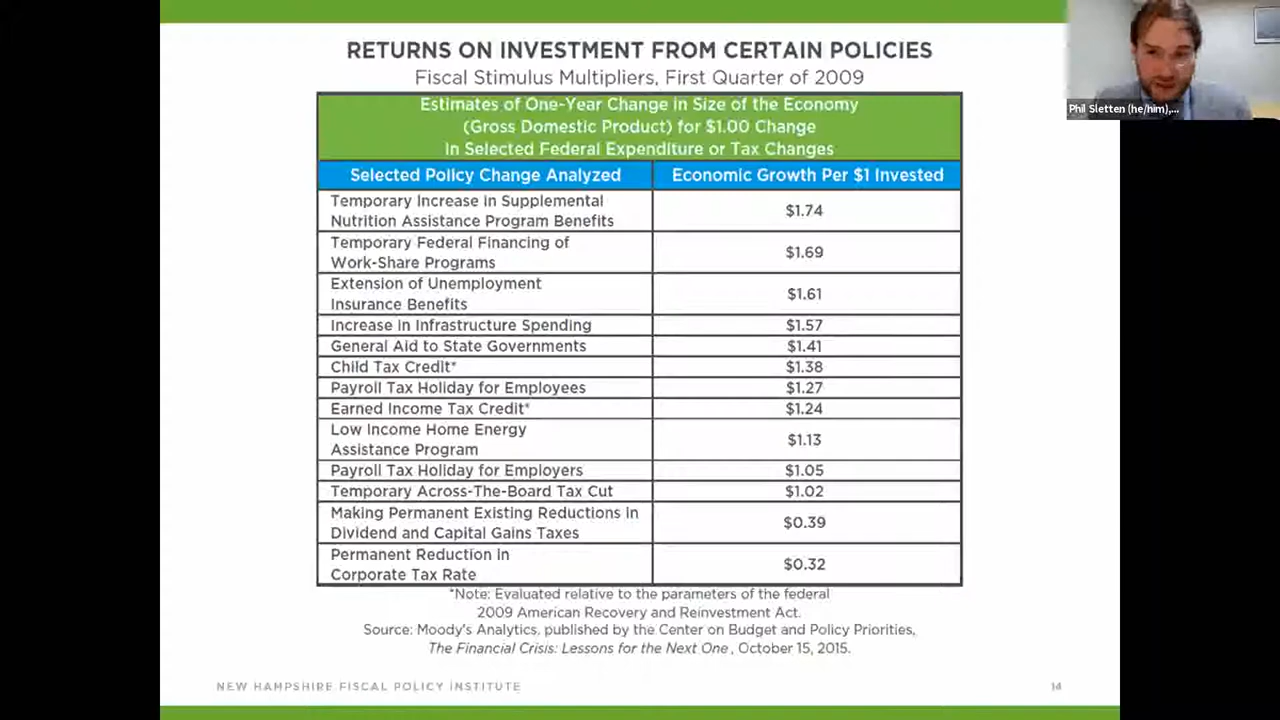 RETURNS ON INVESTMENT FROM CERTAIN POLICIES
Fiscal Stimulus Multipliers, First Quarter of 2009
Estimates of One-Year Change in Size of the Economy
(Gross Domestic Product) for $1.00 Change
in Selected Federal Expenditure or Tax Changes
Selected Policy Change Analyzed
Economic Growth Per $1 Invested
Temporary Increase in Supplemental
Nutrition Assistance Program Benefits
$1.74
Temporary Federal Financing of
Work-Share Programs
$1.69
Extension of Unemployment
Insurance Benefits
$1.61
Increase in Infrastructure Spending
$1.57
General Aid to State Governments
$1.41
Child Tax Credit*
$1.38
Payroll Tax Holiday for Employees
$1.27
Earned Income Tax Credit*
$1.24
Low Income Home Energy
Assistance Program
$1.13
Payroll Tax Holiday for Employers
$1.05
Temporary Across-The-Board Tax Cut
$1.02
Making Permanent Existing Reductions in
Dividend and Capital Gains Taxes
$0.39
Permanent Reduction in
Corporate Tax Rate
$0.32
*Note: Evaluated relative to the parameters of the federal
2009 American Recovery and Reinvestment Act.
Source: Moody's Analytics, published by the Center on Budget and Policy Priorities,
The Financial Crisis: Lessons for the Next One, October 15, 2015.
NEW HAMPSHIRE FISCAL POLICY INSTITUTE
14
Phil Sletten (he/him),...